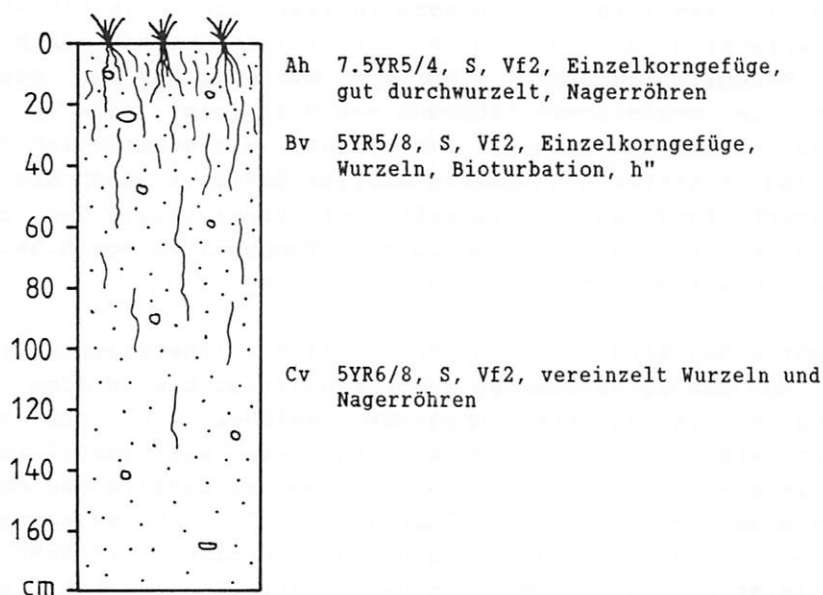 0
Ah 7.5YR5/4, S, Vf2, Einzelkorngefüge,
gut durchwurzelt, Nagerröhren
20
Bv 5YR5/8, S, Vf2, Einzelkorngefüge,
Wurzeln, Bioturbation, h"
40
60
80
100
Cv 5YR6/8, S, Vf2, vereinzelt Wurzeln und
Nagerröhren
120
140
160
cm